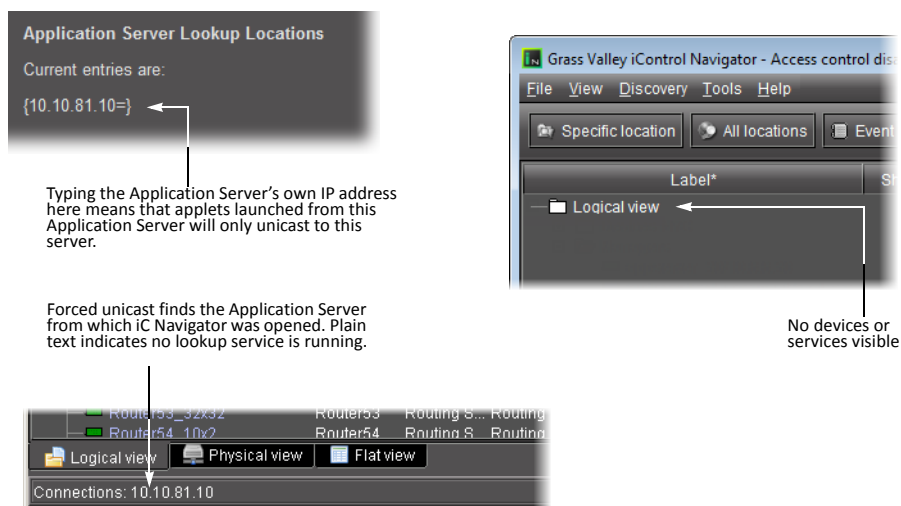 Application Server Lookup Locations
Current entries are:
{10.10.81.10=}
Typing the Application Server's own IP address
here means that applets launched from this
Application Server will only unicast to this
server.
Grass Valley iControl Navigator - Access control dis
File View Discovery Tools Help
Specific location All locations Event
Label* S
Logical view
No devices or
services visible
Forced unicast finds the Application Server
from which iC Navigator was opened. Plain
text indicates no lookup service is running.
Router53_32x32 Router53 Routing S... Routing
Router54_10x2 Router54 Routing S Routing
Logical view Physical view Flat view
Connections: 10.10.81.10